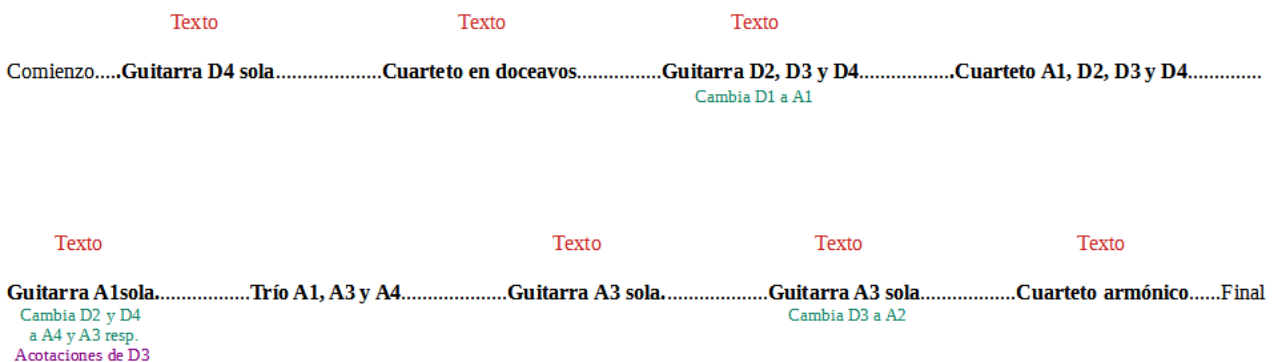 Texto Texto Texto
Comienzo.....Guitarra D4 sola....................Cuarteto en doceavos................Guitarra D2, D3 y D4..................Cuarteto A1, D2, D3 y D4..............
Cambia D1 a A1
Texto Texto Texto Texto
Guitarra A1sola..................Trío A1, A3 y A4....................Guitarra A3 sola....................Guitarra A3 sola..................Cuarteto armónico......Final
Cambia D2 y D4 Cambia D3 a A2
a A4 y A3 resp.
Acotaciones de D3